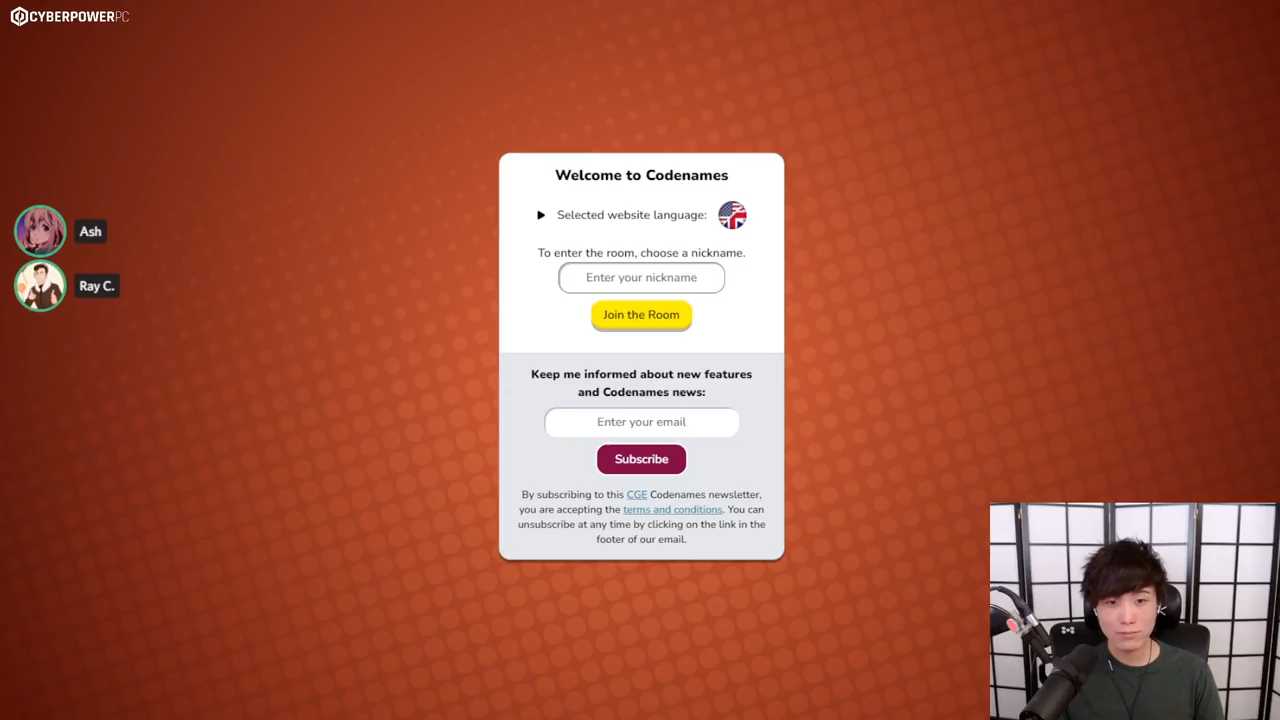 CYBERPOWERPC
Welcome to Codenames
Selected website language:
To enter the room, choose a nickname.
Enter your nickname
Join the Room
Ash
Ray C.
Keep me informed about new features
and Codenames news:
Enter your email
Subscribe
By subscribing to this CGE Codenames newsletter,
you are accepting the terms and conditions. You can
unsubscribe at any time by clicking on the link in the
footer of our email.